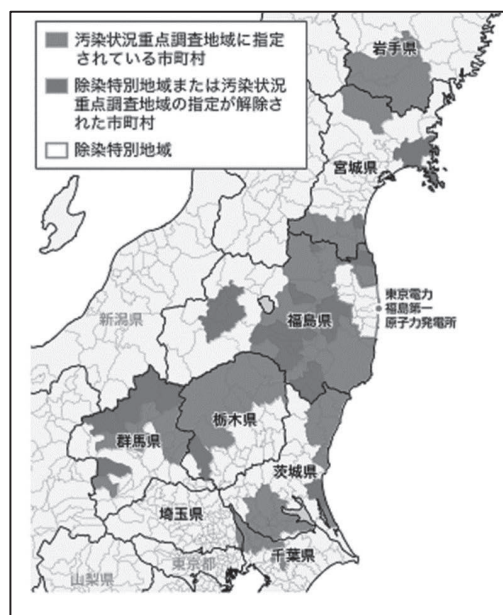 汚染状況重点調査地域に指定
されている市町村
除染特別地域または汚染状況
重点調査地域の指定が解除さ
れた市町村
除染特別地域
岩手県
宮城県
東京電力
福島第一
原子力発電所
新潟県
福島県
栃木県
群馬県
茨城県
埼玉県
千葉県
東京都
山梨県